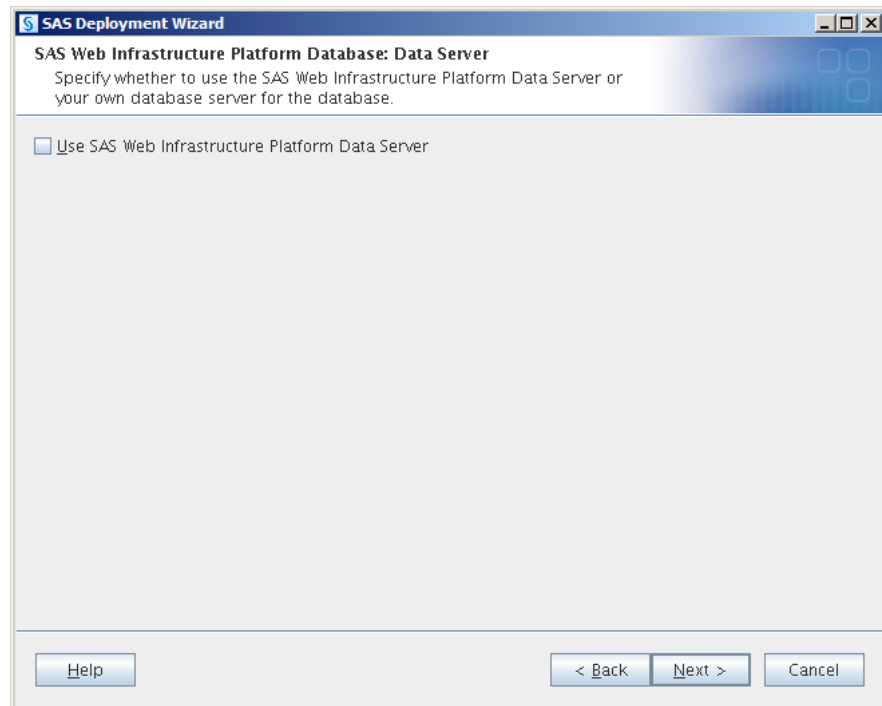 SAS Deployment Wizard
SAS Web Infrastructure Platform Database: Data Server
Specify whether to use the SAS Web Infrastructure Platform Data Server or
your own database server for the database.
Use SAS Web Infrastructure Platform Data Server
Help
< Back
Next >
Cancel